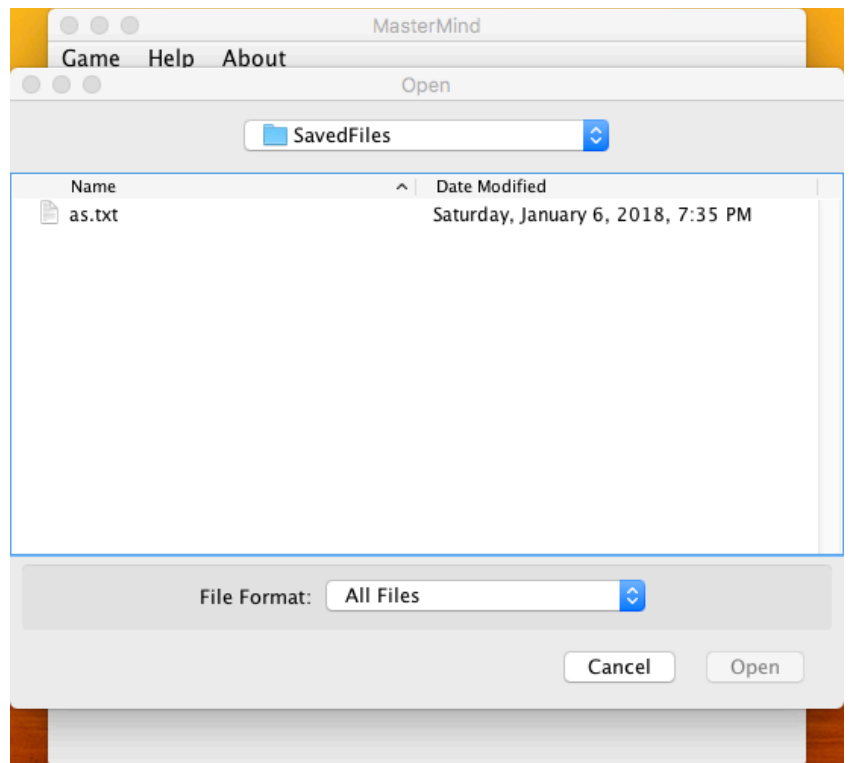 MasterMind
Game Help About
Open
SavedFiles
Name Date Modified
as.txt Saturday, January 6, 2018, 7:35 PM
File Format: All Files
Cancel Open